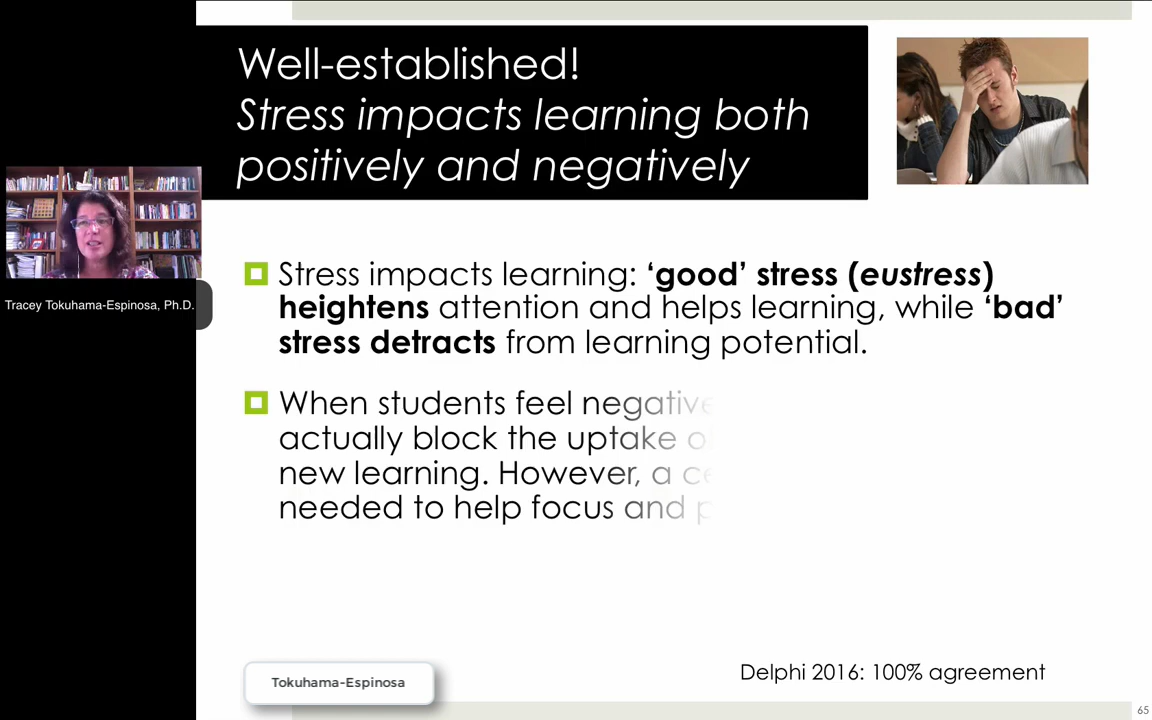 Well-established!
Stress impacts learning both
positively and negatively
Tracey Tokuhama-Espinosa, Ph.D.
Stress impacts learning: ‘good’ stress (eustress)
heightens attention and helps learning, while ‘bad’
stress detracts from learning potential.
When students feel negative
actually block the uptake
new learning. However, a
needed to help focus and
Tokuhama-Espinosa
Delphi 2016: 100% agreement
65